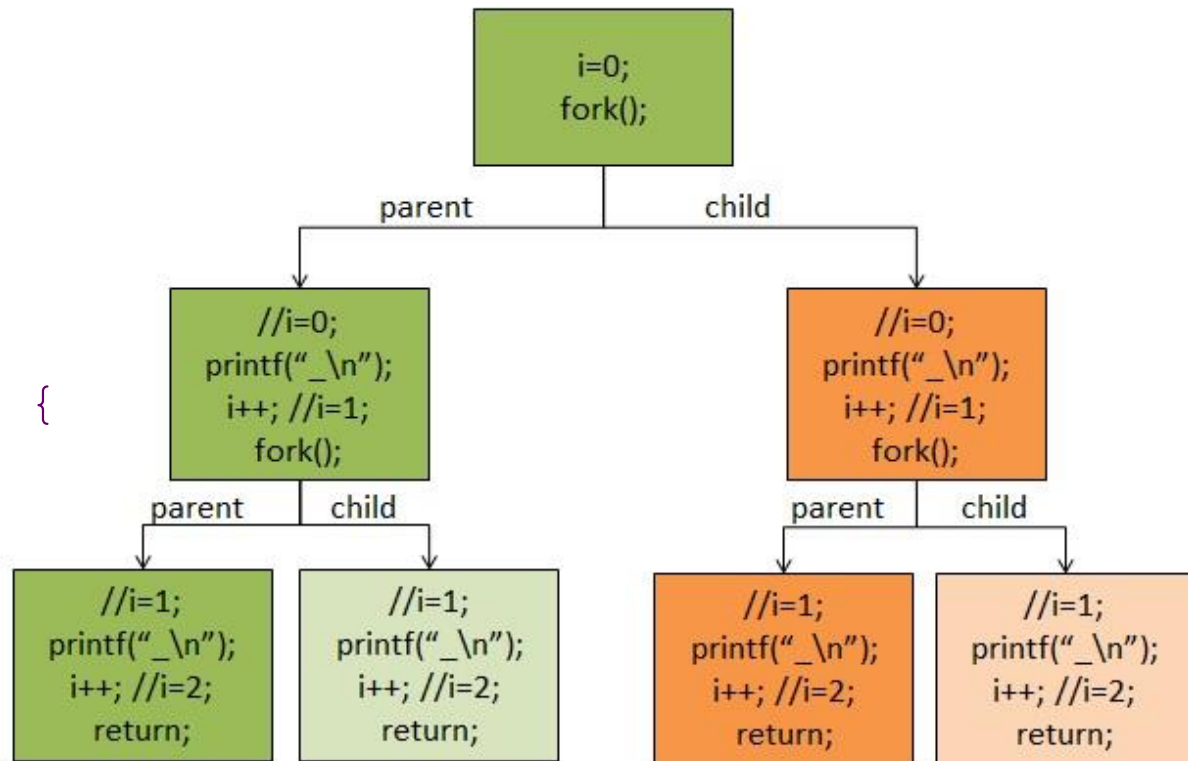 i=0;
fork();
parent
child
//i=0;
printf(“_\n”);
i++; //i=1;
fork();
//i=0;
printf(“_\n”);
i++; //i=1;
fork();
{
parent
child
parent
child
//i=1;
printf(“_\n”);
i++; //i=2;
return;
//i=1;
printf(“_\n”);
i++; //i=2;
return;
//i=1;
printf(“_\n”);
i++; //i=2;
return;
//i=1;
printf(“_\n”);
i++; //i=2;
return;